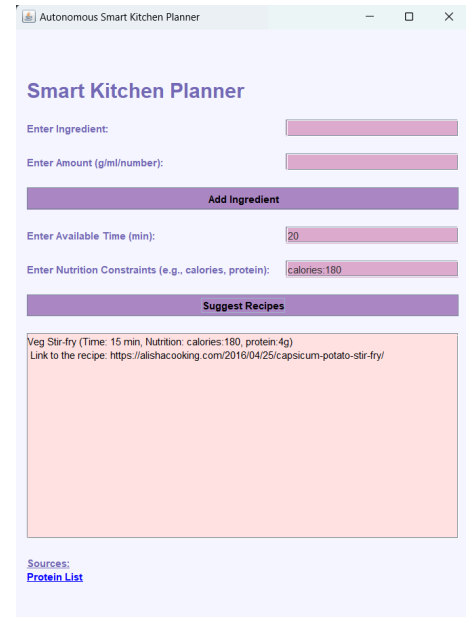 Autonomous Smart Kitchen Planner
Smart Kitchen Planner
Enter Ingredient:
Enter Amount (g/ml/number):
Add Ingredient
Enter Available Time (min):
20
Enter Nutrition Constraints (e.g., calories, protein):
calories:180
Suggest Recipes
Veg Stir-fry (Time: 15 min, Nutrition: calories:180, protein:4g)
Link to the recipe: https://alishacooking.com/2016/04/25/capsicum-potato-stir-fry/
Sources:
Protein List